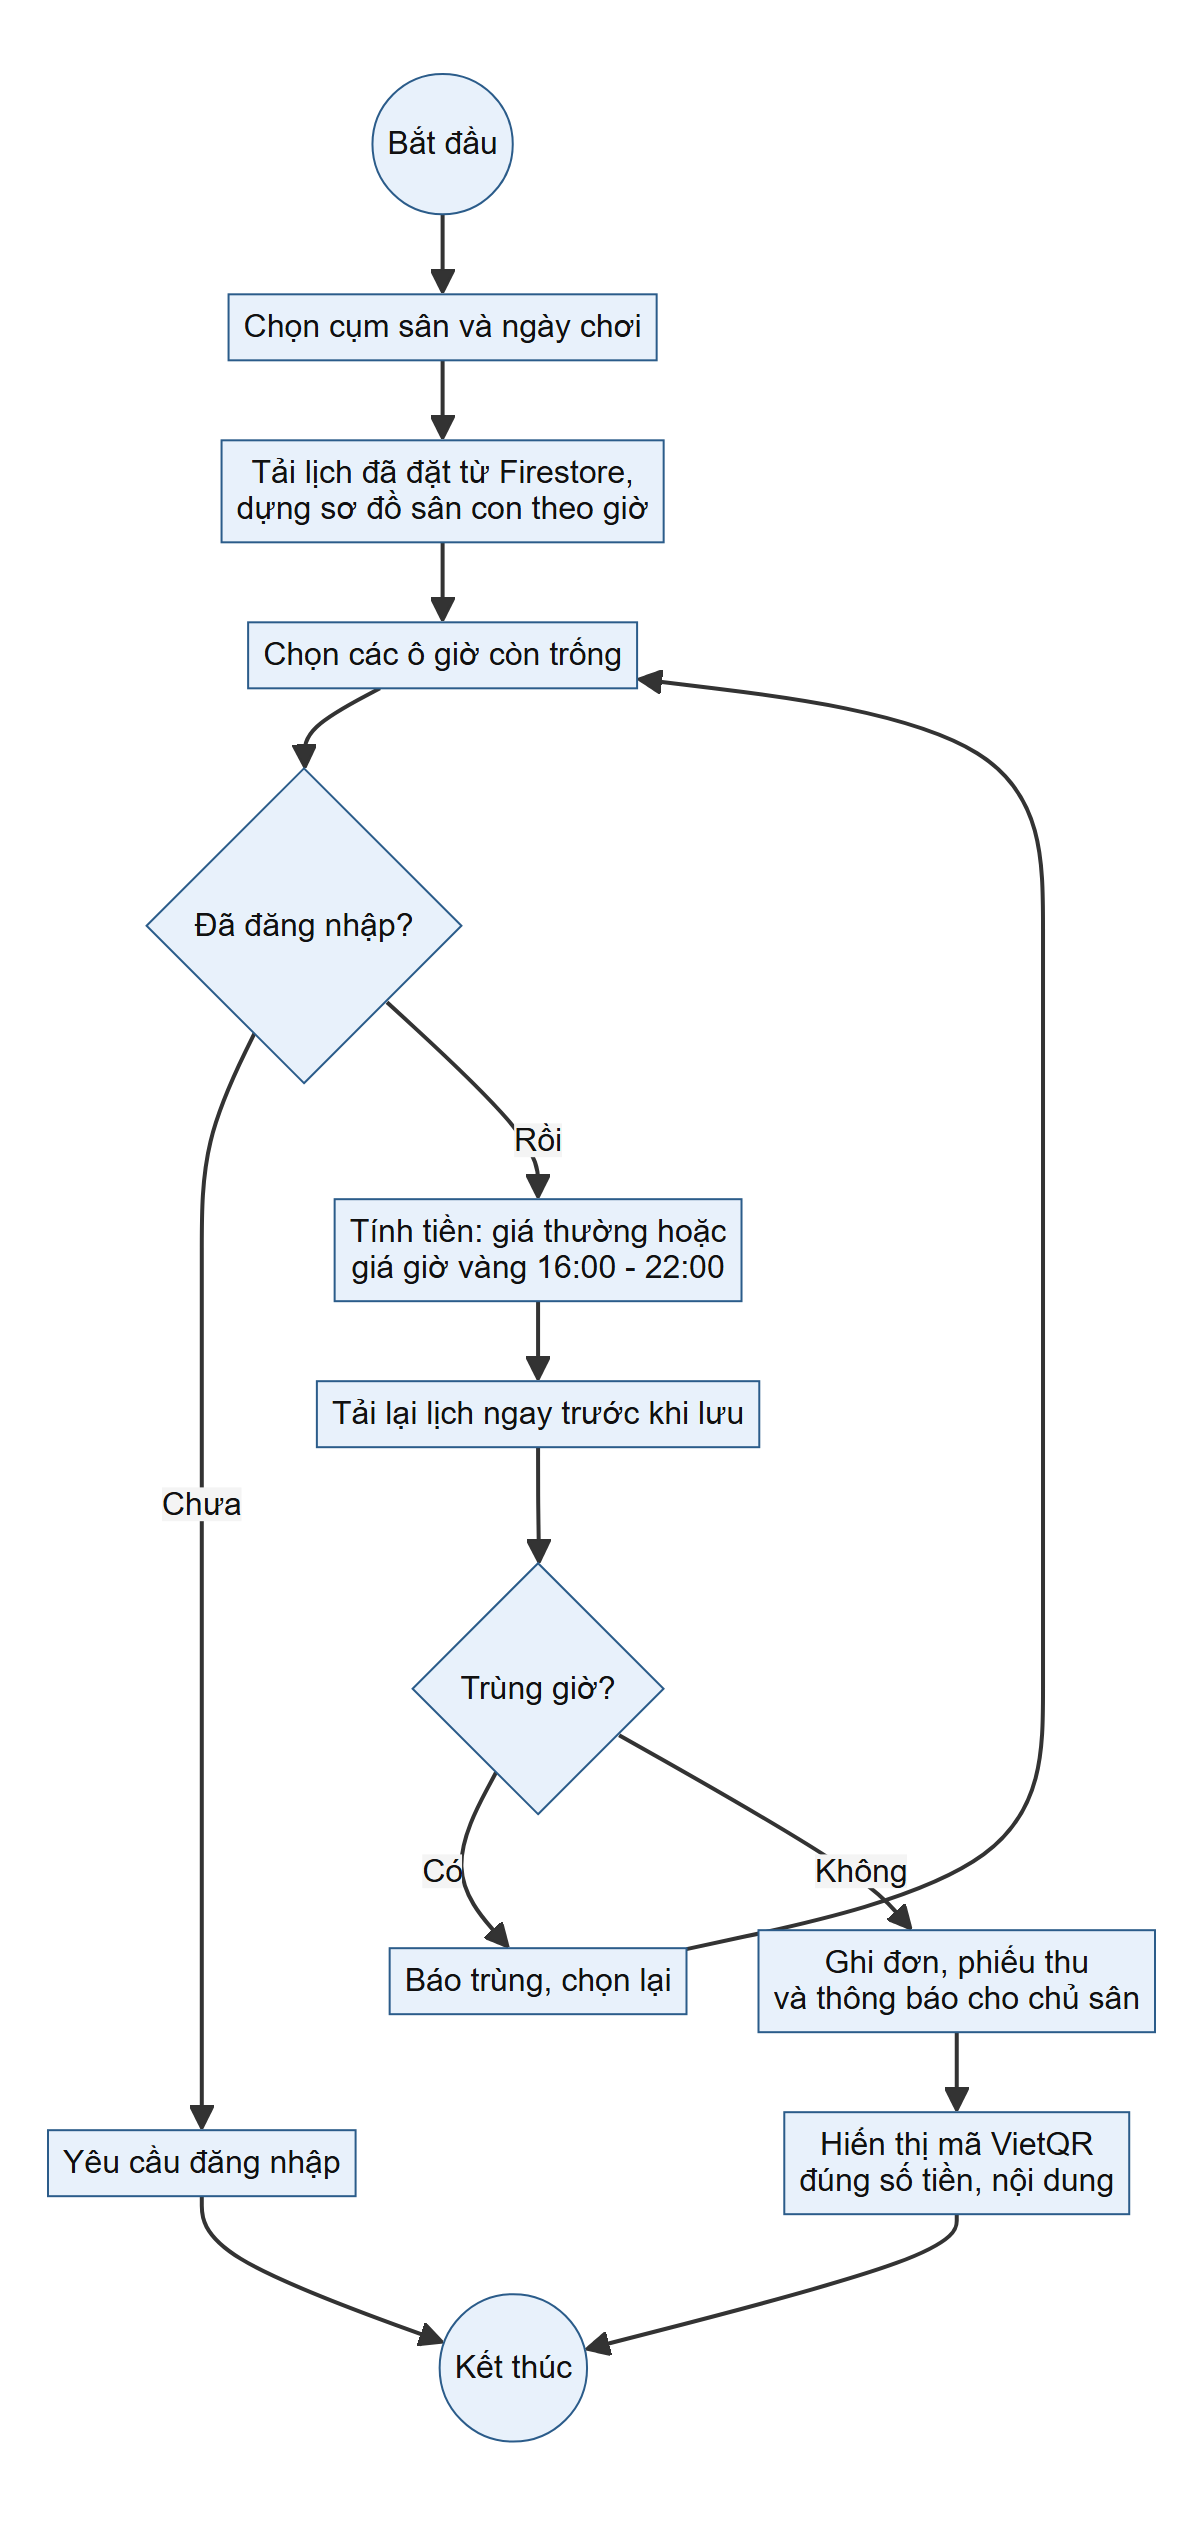 Bắt đầu
Chọn cụm sân và ngày chơi
Tải lịch đã đặt từ Firestore,
dựng sơ đồ sân con theo giờ
Chọn các ô giờ còn trống
Đã đăng nhập?
Rồi
Tính tiền: giá thường hoặc
giá giờ vàng 16:00 - 22:00
Tải lại lịch ngay trước khi lưu
Chưa
Trùng giờ?
Có
Không
Báo trùng, chọn lại
Ghi đơn, phiếu thu
và thông báo cho chủ sân
Yêu cầu đăng nhập
Hiển thị mã VietQR
đúng số tiền, nội dung
Kết thúc